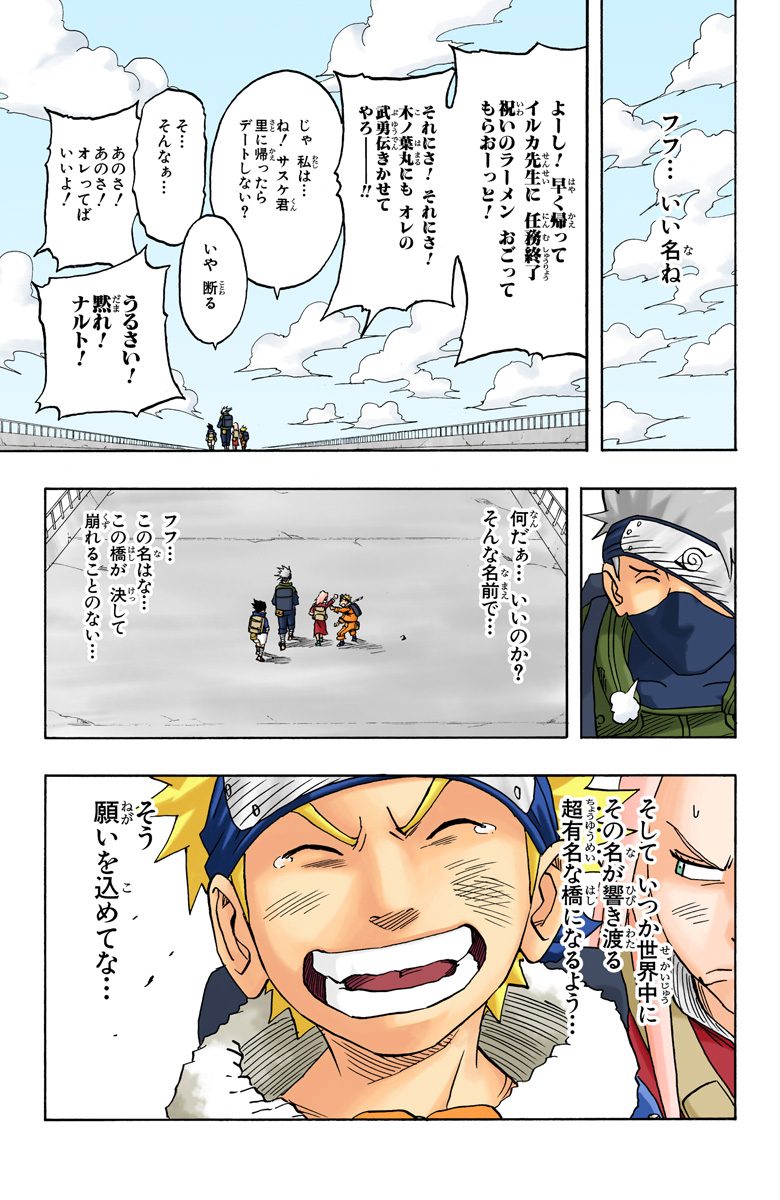 フフ…いい名ね
よーし！早く帰って
イルカ先生に 任務終了
祝いのラーメン おごって
もらおーっと！
それにさ！それにさ！
木ノ葉丸にも オレの
武勇伝きかせて
やろ――!!
じゃ 私は…
ね！サスケ君
里に帰ったら
デートしない？
いや 断る
そ…
そんなぁ…
あのさ！
あのさ！
オレってば
いいよ！
うるさい！
黙れ！
ナルト！
何だぁ…いいのか？
そんな名前で…
フフ…
この名はな…
この橋が 決して
崩れることのない…
そして いつか世界中に
その名が響き渡る
超有名な橋になるよう…
そう
願いを込めてな…